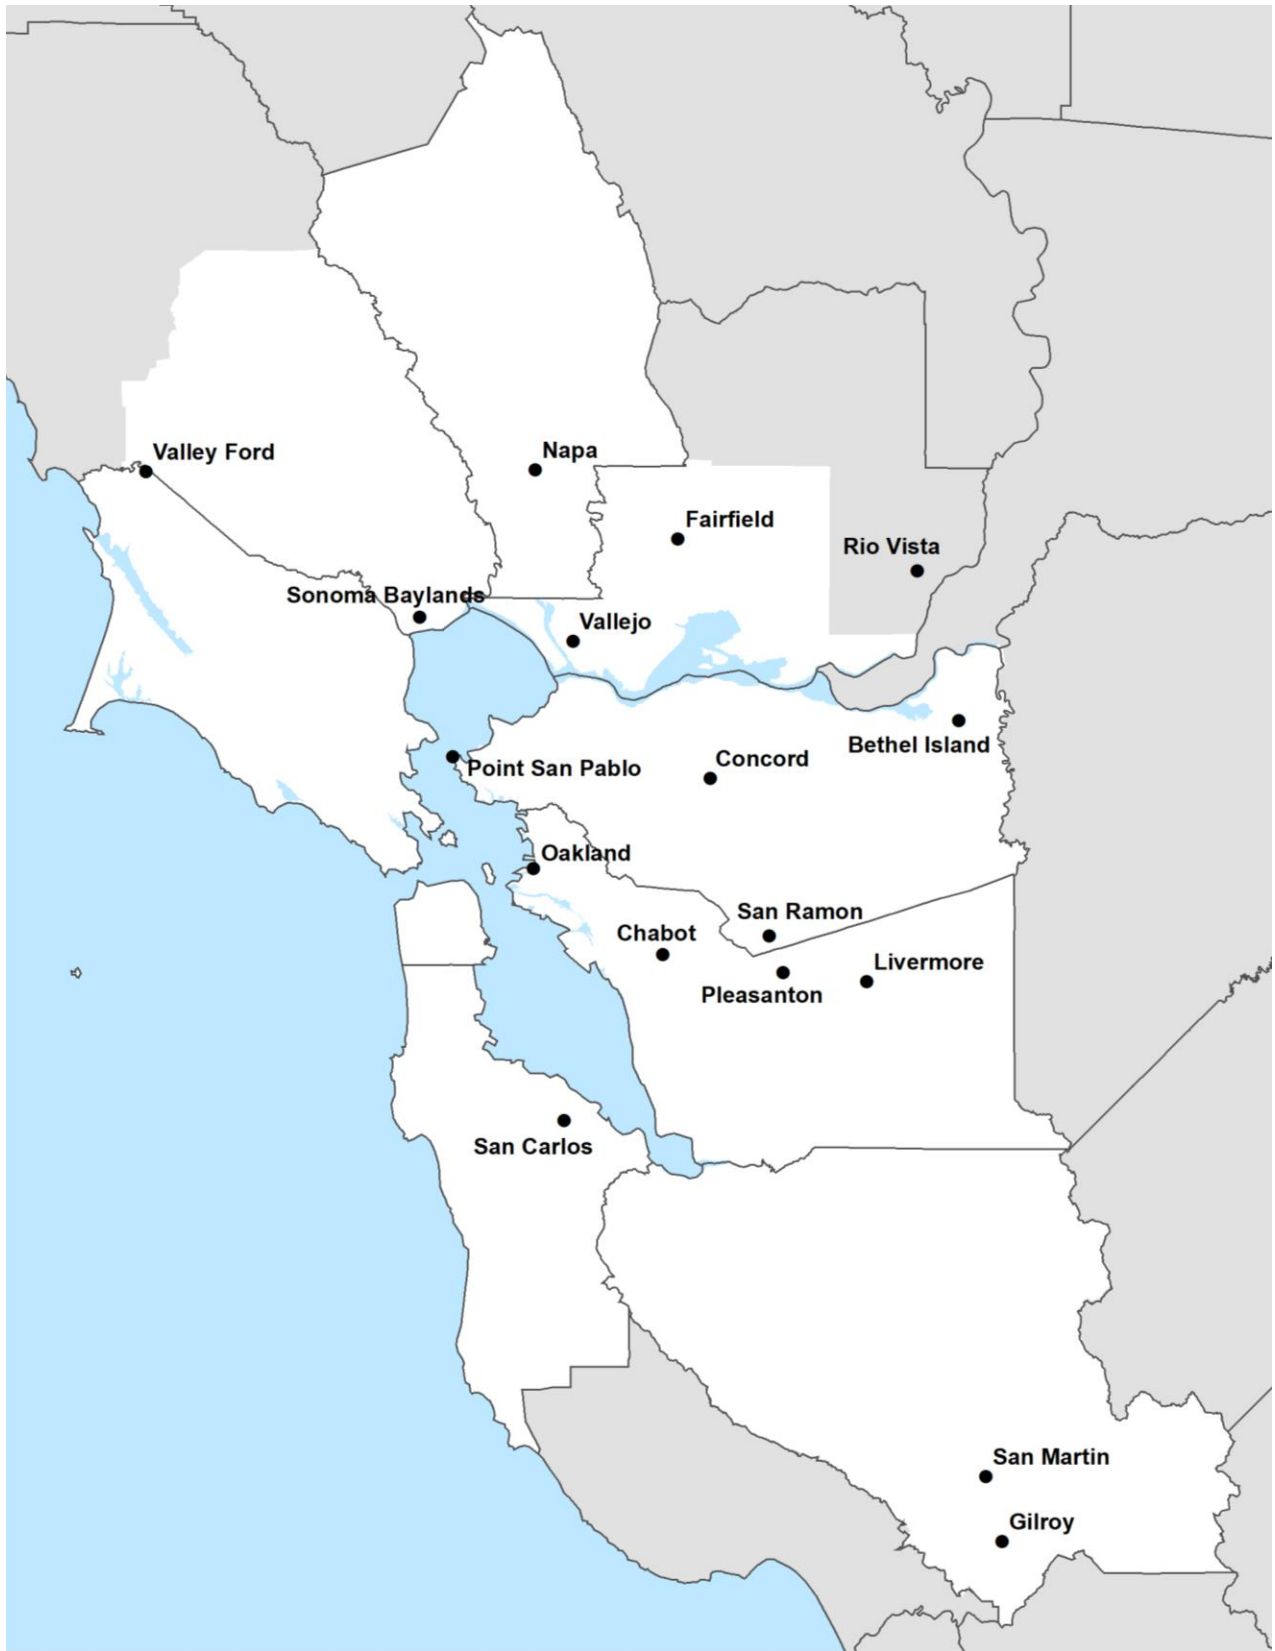 Valley Ford
Napa
Fairfield
Rio Vista
Sonoma Baylands
Vallejo
Bethel Island
Concord
Point San Pablo
Oakland
San Ramon
Chabot
Livermore
Pleasanton
San Carlos
San Martin
Gilroy